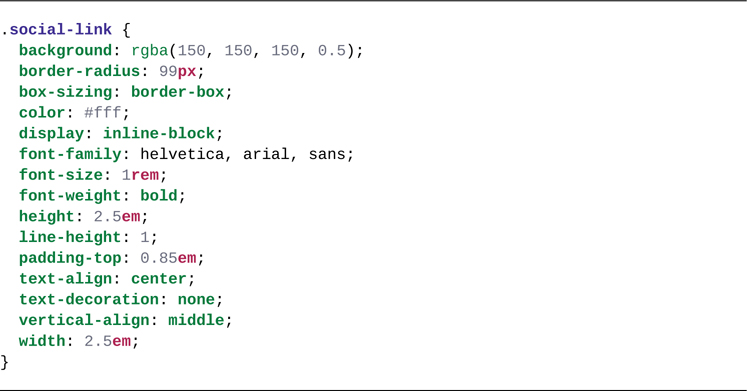 .social-link {
  background: rgba(150, 150, 150, 0.5);
  border-radius: 99px;
  box-sizing: border-box;
  color: #fff;
  display: inline-block;
  font-family: helvetica, arial, sans;
  font-size: 1rem;
  font-weight: bold;
  height: 2.5em;
  line-height: 1;
  padding-top: 0.85em;
  text-align: center;
  text-decoration: none;
  vertical-align: middle;
  width: 2.5em;
}